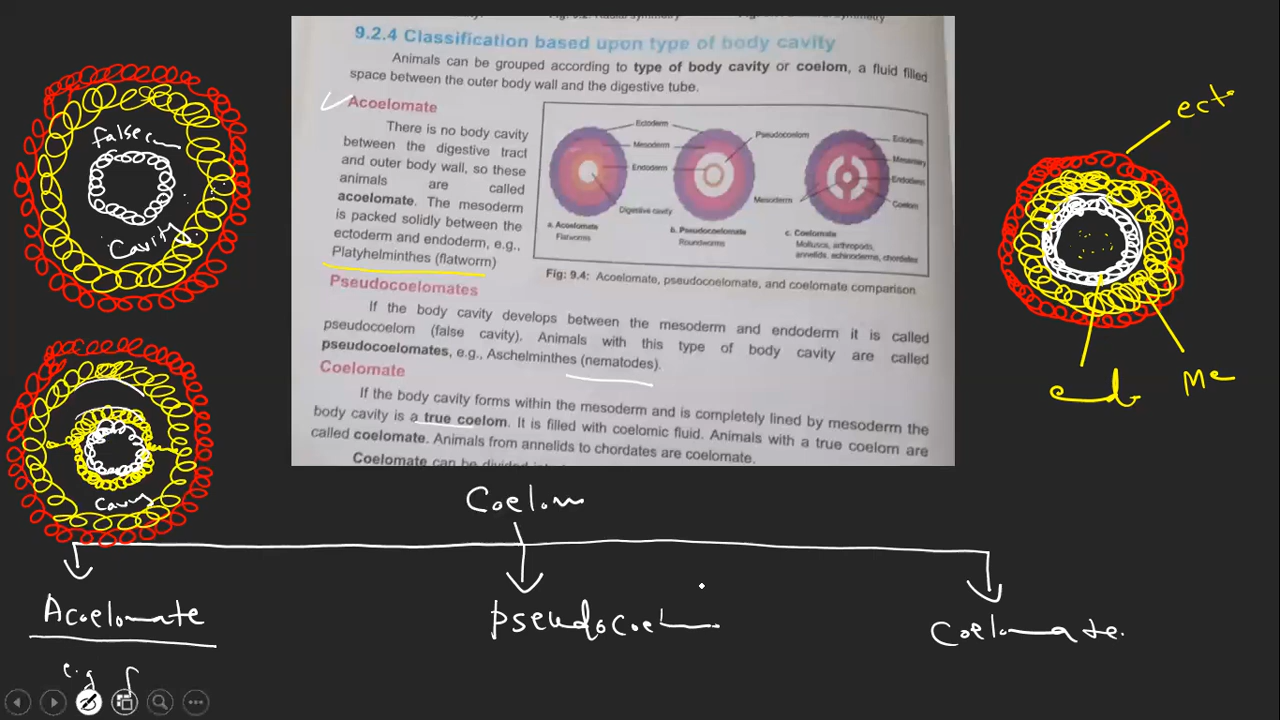 9.2.4 Classification based upon type of body cavity
Animals can be grouped according to type of body cavity or coelom, a fluid filled
space between the outer body wall and the digestive tube.
Acoelomate
There is no body cavity
between the digestive tract
and outer body wall, so these
animals are called
acoelomate. The mesoderm
is packed solidly between the
ectoderm and endoderm, e.g.,
Platyhelminthes (flatworm)
Ectoderm
Mesoderm
Endoderm
Digestive cavity
a. Acoelomate
Flatworms
Pseudocoelom
b. Pseudocoelomate
Roundworms
Ectoderm
Mesentery
Endoderm
Coelom
Mesoderm
c. Coelomate
Molluscs, arthropods,
annelids, echinoderms, chordates
Fig: 9.4: Acoelomate, pseudocoelomate, and coelomate comparison
Pseudocoelomates
If the body cavity develops between the mesoderm and endoderm it is called
pseudocoelom (false cavity). Animals with this type of body cavity are called
pseudocoelomates, e.g., Aschelminthes (nematodes).
Coelomate
If the body cavity forms within the mesoderm and is completely lined by mesoderm the
body cavity is a true coelom. It is filled with coelomic fluid. Animals with a true coelom are
called coelomate. Animals from annelids to chordates are coelomate.
Coelomate can be divided
false
Cavity
Cavity
ecto
Me
Coelom
Acoelomate
Coelomate.
e.g f